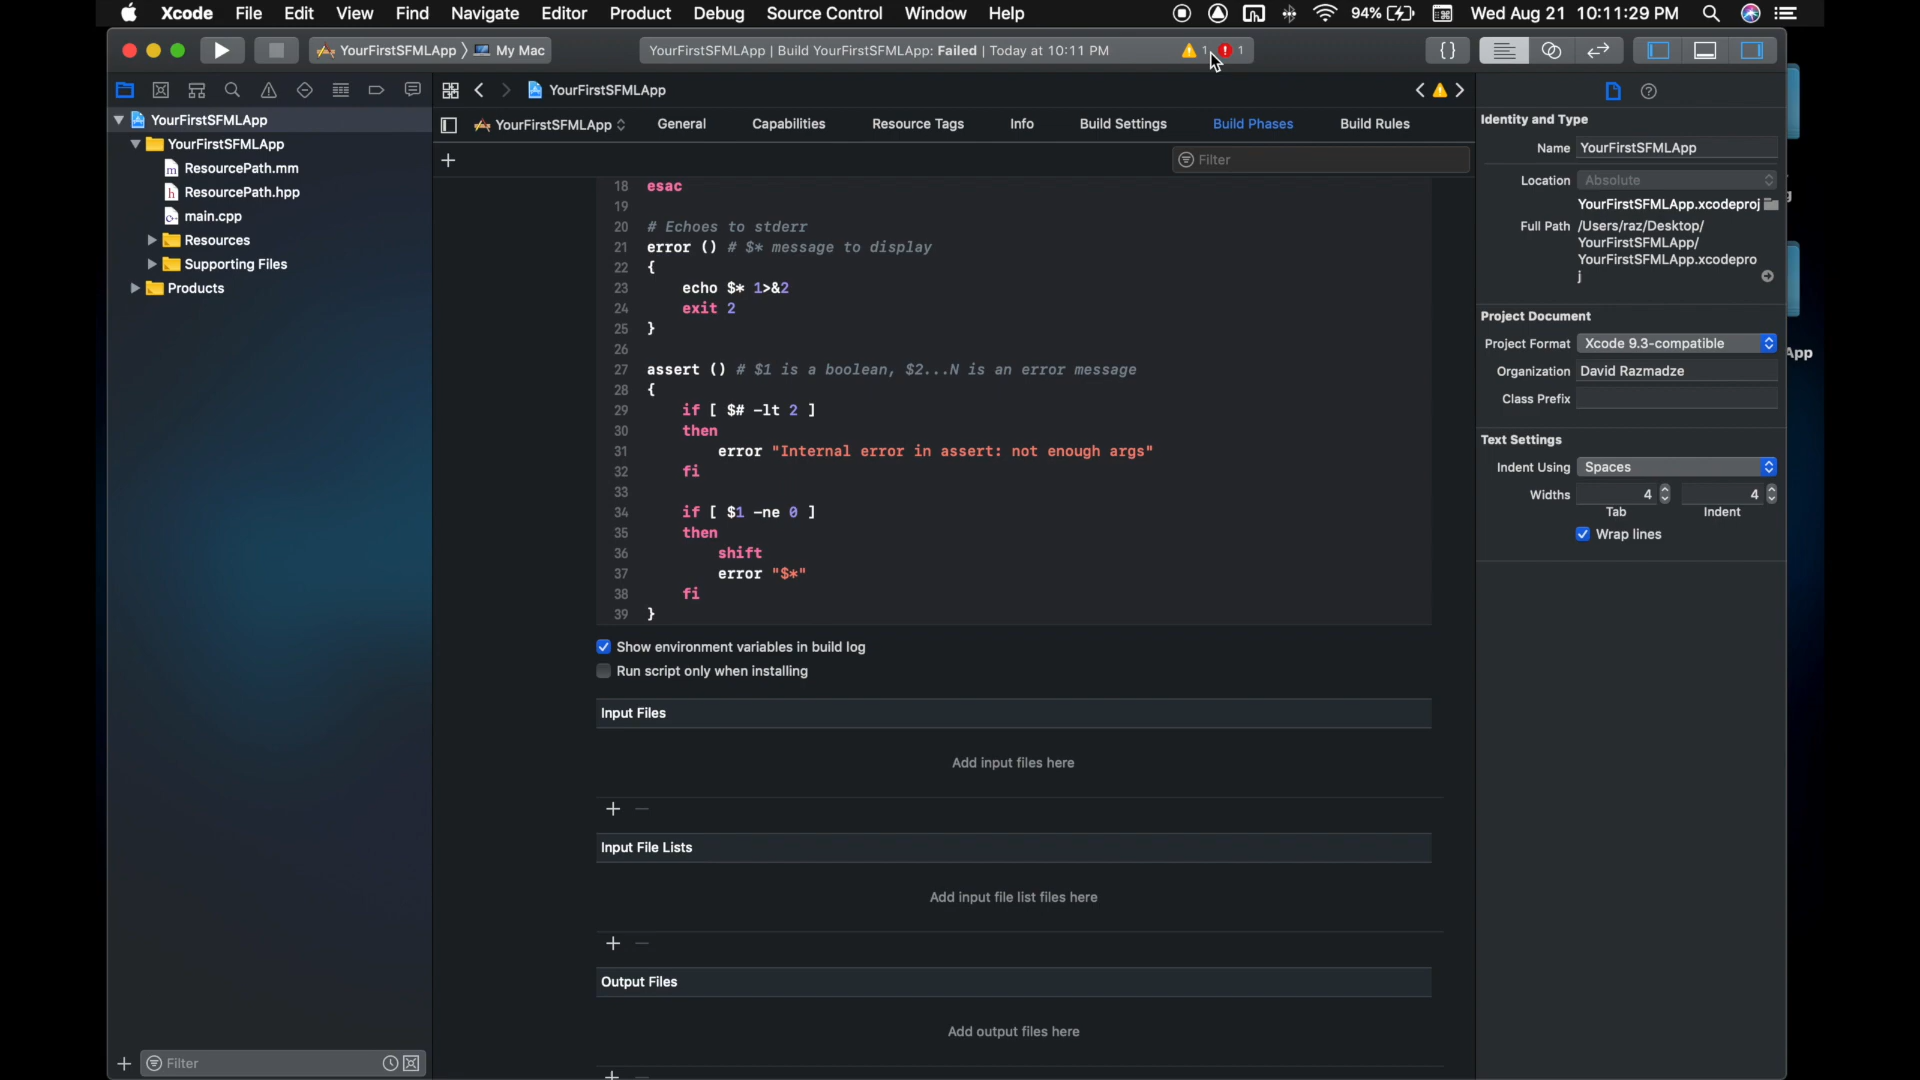 Xcode File Edit View Find Navigate Editor Product Debug Source Control Window Help 94% Wed Aug 21 10:11:29 PM
YourFirstSFMLApp My Mac YourFirstSFMLApp | Build YourFirstSFMLApp: Failed | Today at 10:11 PM 1 1 {}
YourFirstSFMLApp
YourFirstSFMLApp
ResourcePath.mm
ResourcePath.hpp
main.cpp
Resources
Supporting Files
Products
Filter
YourFirstSFMLApp
YourFirstSFMLApp General Capabilities Resource Tags Info Build Settings Build Phases Build Rules
Filter
18 esac
19
20 # Echoes to stderr
21 error () # $* message to display
22 {
23 echo $* 1>&2
24 exit 2
25 }
26
27 assert () # $1 is a boolean, $2...N is an error message
28 {
29 if [ $# -lt 2 ]
30 then
31 error "Internal error in assert: not enough args"
32 fi
33
34 if [ $1 -ne 0 ]
35 then
36 shift
37 error "$*"
38 fi
39 }
Show environment variables in build log
Run script only when installing
Input Files
Add input files here
Input File Lists
Add input file list files here
Output Files
Add output files here
Identity and Type
Name YourFirstSFMLApp
Location Absolute
YourFirstSFMLApp.xcodeproj
Full Path /Users/raz/Desktop/
YourFirstSFMLApp/
YourFirstSFMLApp.xcodepro
j
Project Document
Project Format Xcode 9.3-compatible
Organization David Razmadze
Class Prefix
Text Settings
Indent Using Spaces
Widths 4 4
Tab Indent
Wrap lines
App